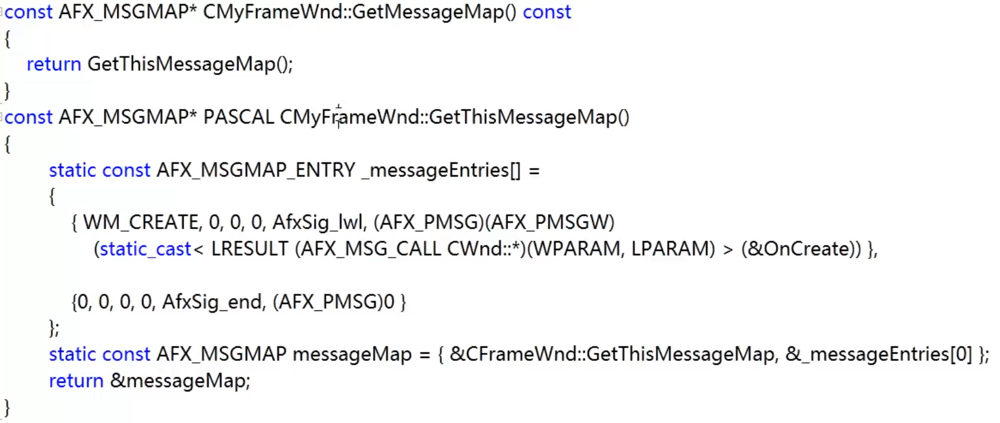 const AFX_MSGMAP* CMyFrameWnd::GetMessageMap() const
{
return GetThisMessageMap();
}
const AFX_MSGMAP* PASCAL CMyFrameWnd::GetThisMessageMap()
{
static const AFX_MSGMAP_ENTRY _messageEntries[] =
{
{ WM_CREATE, 0, 0, 0, AfxSig_lwl, (AFX_PMSG)(AFX_PMSGW)
(static_cast< LRESULT (AFX_MSG_CALL CWnd::*)(WPARAM, LPARAM) > (&OnCreate)) },
{0, 0, 0, 0, AfxSig_end, (AFX_PMSG)0 }
};
static const AFX_MSGMAP messageMap = { &CFrameWnd::GetThisMessageMap, &_messageEntries[0] };
return &messageMap;
}